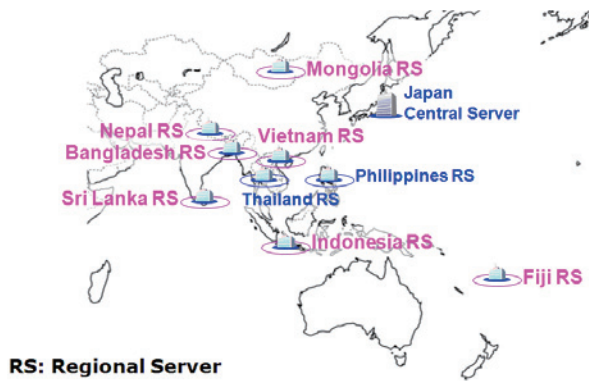 Mongolia RS
Japan
Central Server
Nepal RS
Vietnam RS
Bangladesh RS
Philippines RS
Sri Lanka RS
Thailand RS
Indonesia RS
Fiji RS
RS: Regional Server